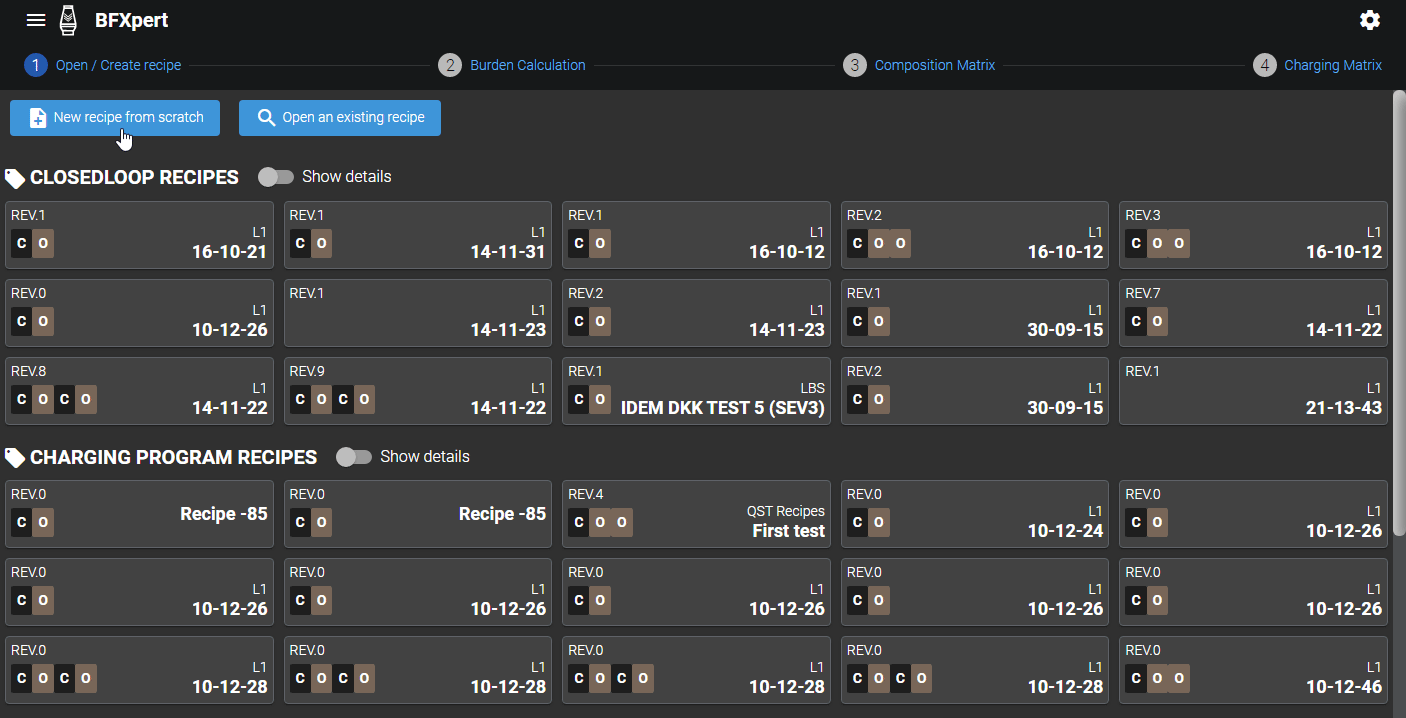 BFXpert
1 Open / Create recipe 2 Burden Calculation 3 Composition Matrix 4 Charging Matrix
New recipe from scratch Open an existing recipe
CLOSEDLOOP RECIPES Show details
REV.1 REV.1 REV.1 REV.2 REV.3
L1 L1 L1 L1 L1
C O 16-10-21 C O 14-11-31 C O 16-10-12 C O O 16-10-12 C O O 16-10-12
REV.0 REV.1 REV.2 REV.1 REV.7
L1 L1 L1 L1 L1
C O 10-12-26 14-11-23 C O 14-11-23 C O 30-09-15 C O 14-11-22
REV.8 REV.9 REV.1 REV.2 REV.1
L1 L1 LBS L1 L1
C O C O 14-11-22 C O C O 14-11-22 C O IDEM DKK TEST 5 (SEV3) C O 30-09-15 21-13-43
CHARGING PROGRAM RECIPES Show details
REV.0 REV.0 REV.4 REV.0 REV.0
QST Recipes L1 L1
C O Recipe -85 C O Recipe -85 C O O First test C O 10-12-24 C O 10-12-26
REV.0 REV.0 REV.0 REV.0 REV.0
L1 L1 L1 L1 L1
C O 10-12-26 C O 10-12-26 C O 10-12-26 C O 10-12-26 C O 10-12-26
REV.0 REV.0 REV.0 REV.0 REV.0
L1 L1 L1 L1 L1
C O C O 10-12-28 C O C O 10-12-28 C O C O 10-12-28 C O C O 10-12-28 C O O 10-12-46